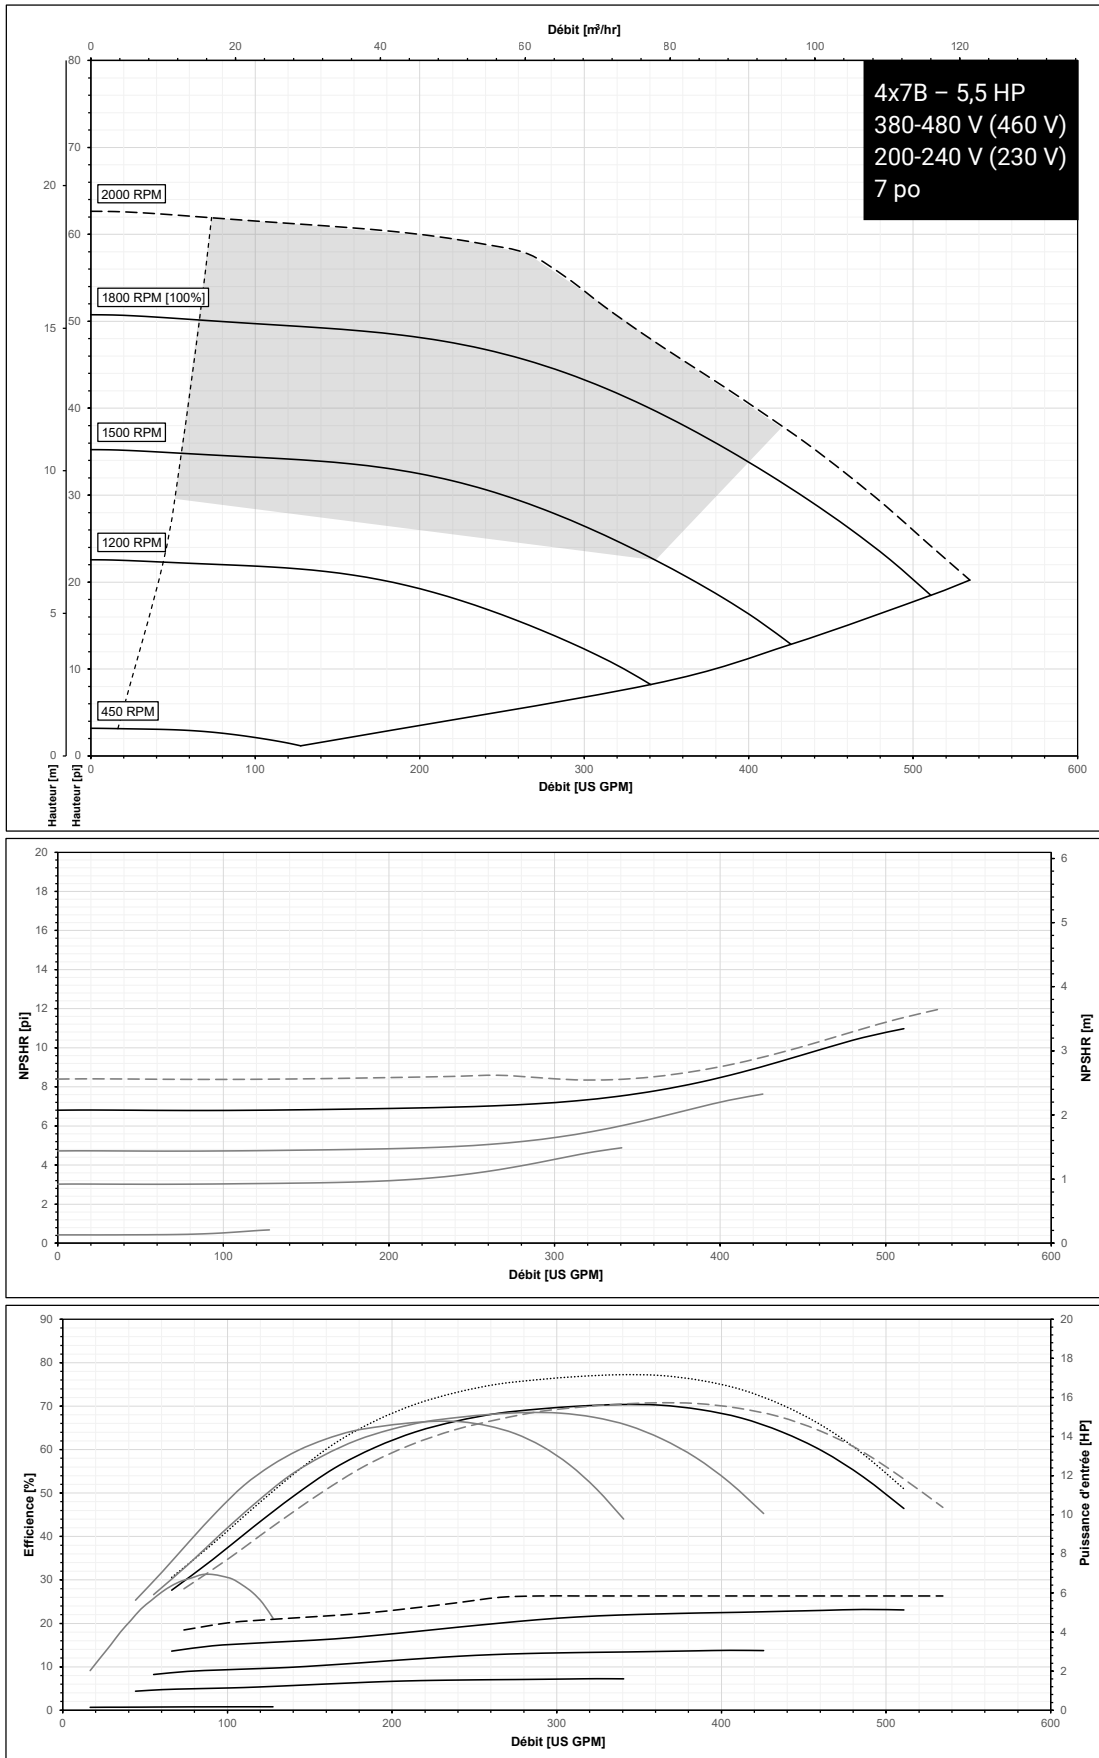 Débit [m³/hr]
0 20 40 60 80 100 120
80
70
60
50
40
30
20
10
0
20
15
10
5
0
4x7B – 5,5 HP
380-480 V (460 V)
200-240 V (230 V)
7 po
2000 RPM
1800 RPM [100%]
1500 RPM
1200 RPM
450 RPM
0 100 200 300 400 500 600
Débit [US GPM]
Hauteur [m]
Hauteur [pi]
20
18
16
14
12
10
8
6
4
2
0
NPSHR [pi]
6
5
4
3
2
1
0
NPSHR [m]
0 100 200 300 400 500 600
Débit [US GPM]
90
80
70
60
50
40
30
20
10
0
Efficience [%]
20
18
16
14
12
10
8
6
4
2
0
Puissance d'entrée [HP]
0 100 200 300 400 500 600
Débit [US GPM]